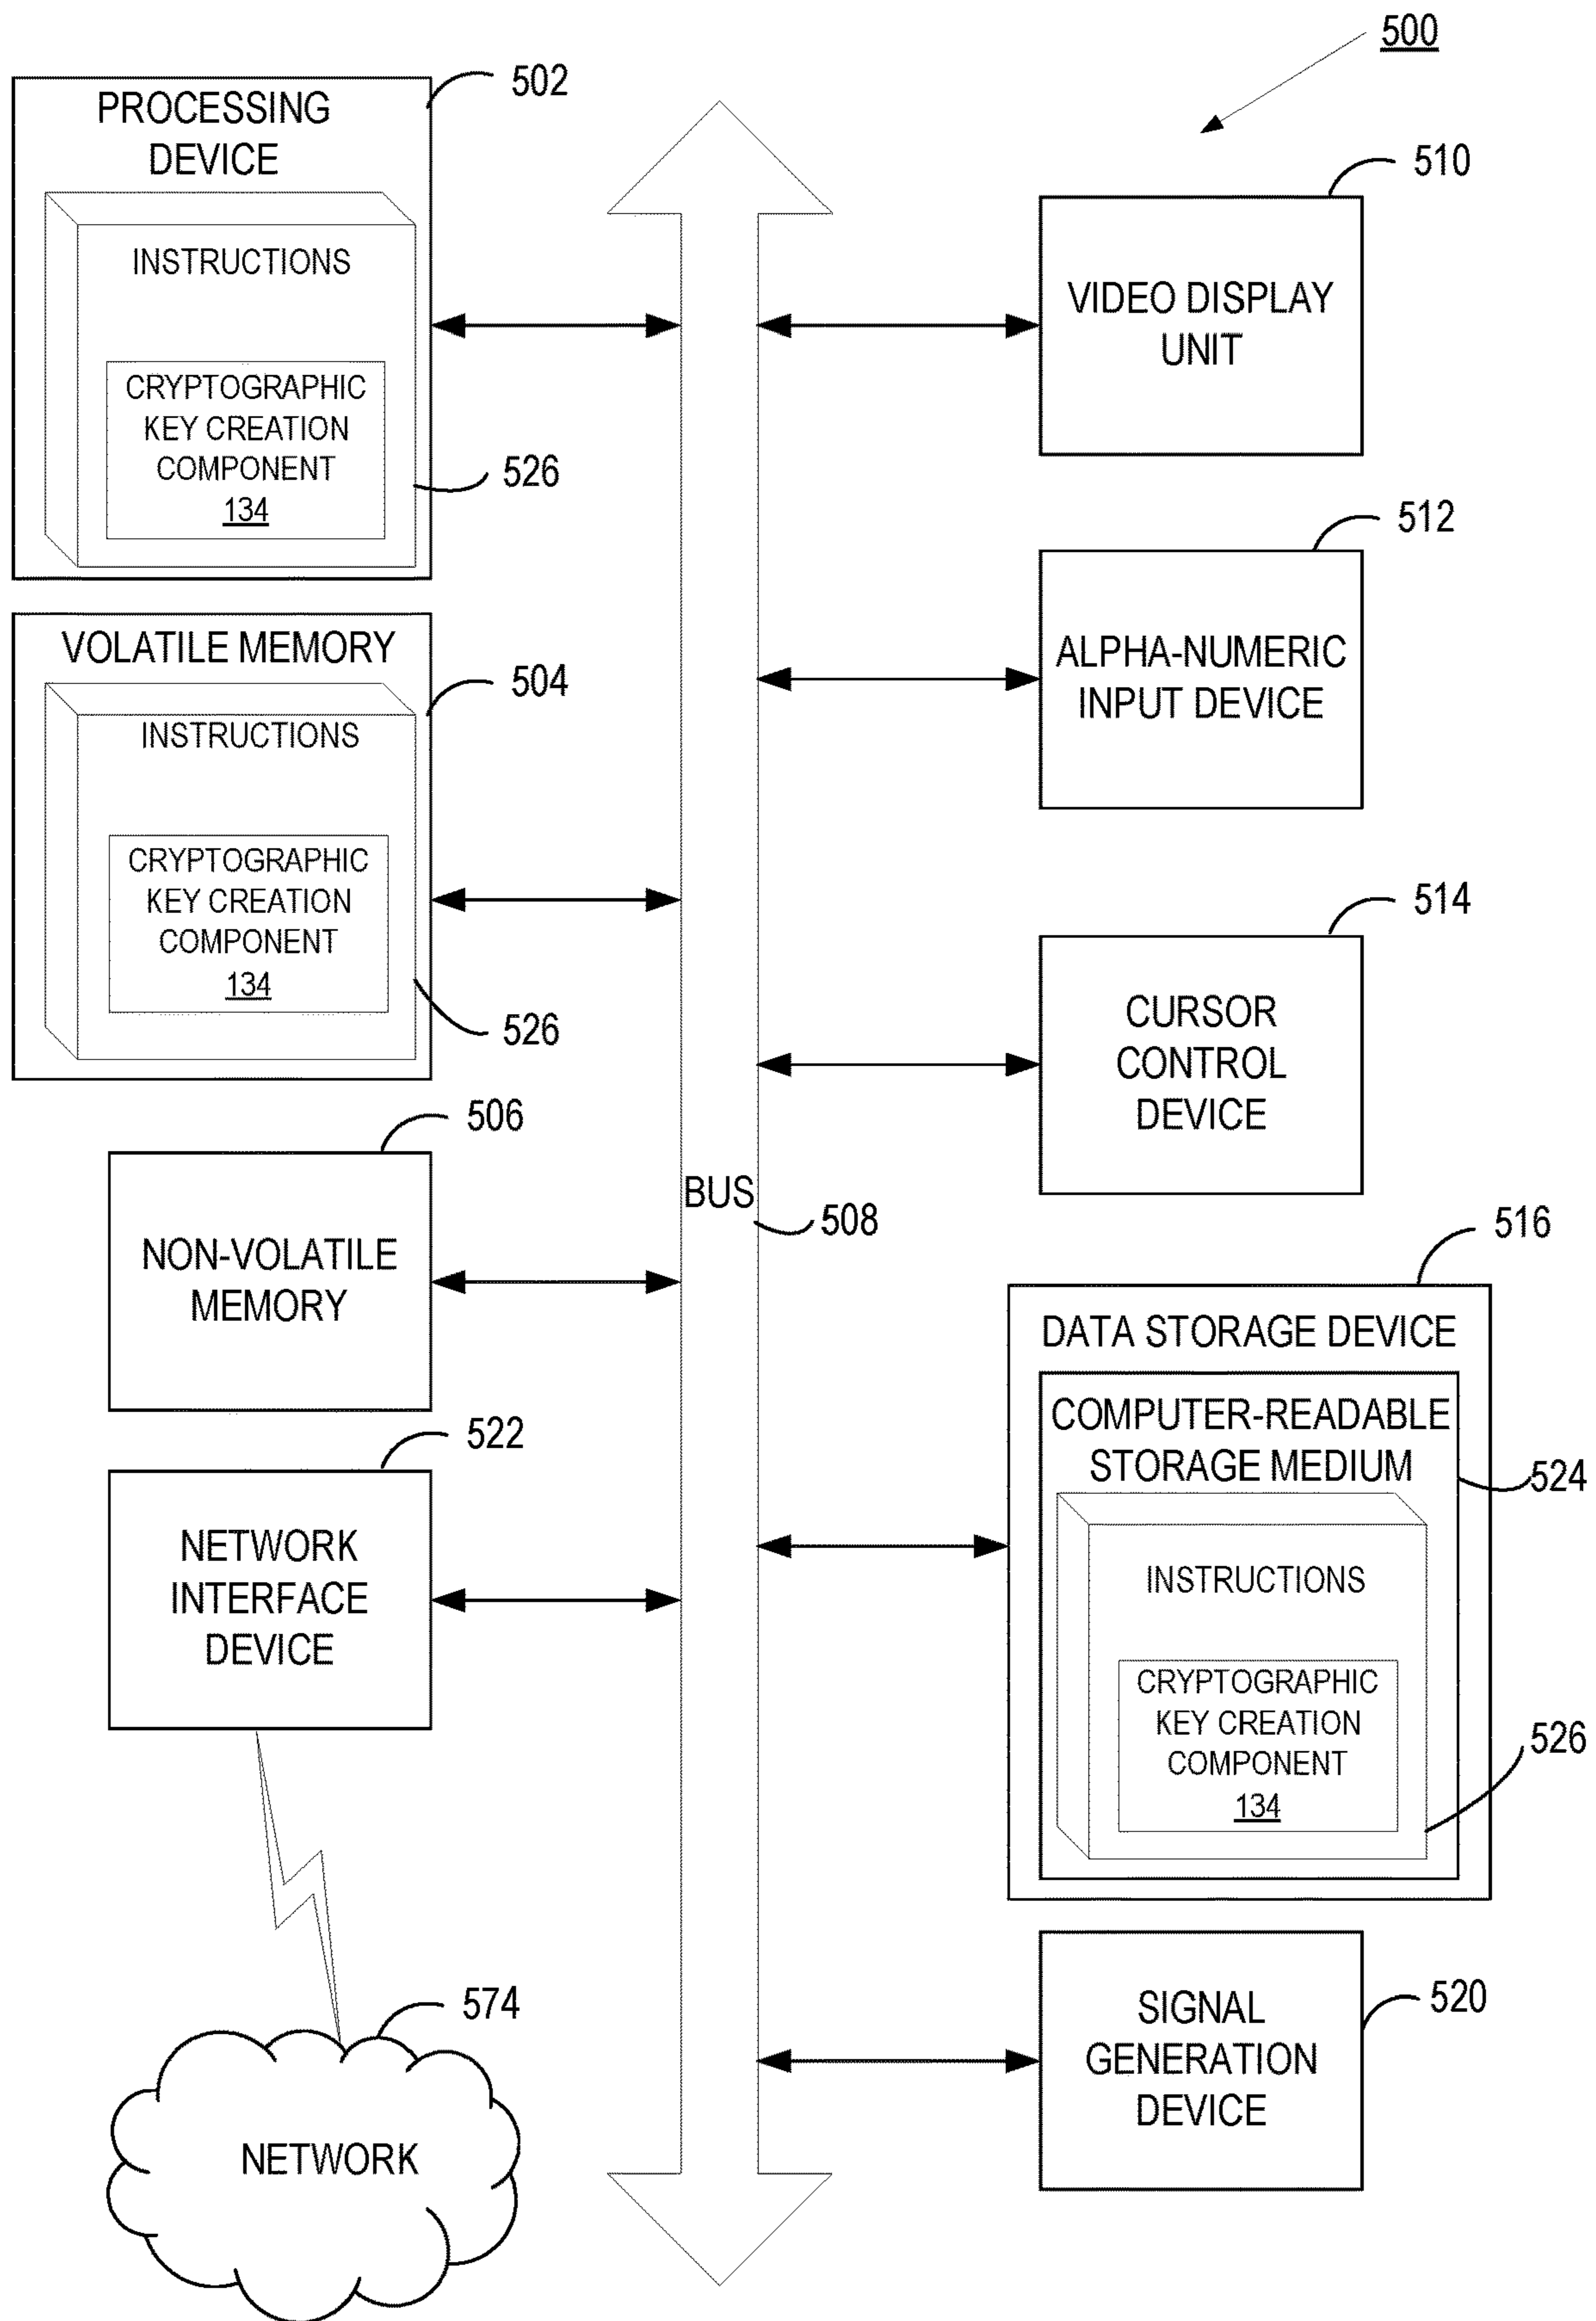 500
502
PROCESSING
DEVICE
INSTRUCTIONS
CRYPTOGRAPHIC
KEY CREATION
COMPONENT
134
526
VOLATILE MEMORY
504
INSTRUCTIONS
CRYPTOGRAPHIC
KEY CREATION
COMPONENT
134
526
506
NON-VOLATILE
MEMORY
522
NETWORK
INTERFACE
DEVICE
574
NETWORK
BUS
508
510
VIDEO DISPLAY
UNIT
512
ALPHA-NUMERIC
INPUT DEVICE
514
CURSOR
CONTROL
DEVICE
516
DATA STORAGE DEVICE
COMPUTER-READABLE
STORAGE MEDIUM
524
INSTRUCTIONS
CRYPTOGRAPHIC
KEY CREATION
COMPONENT
134
526
SIGNAL
GENERATION
DEVICE
520